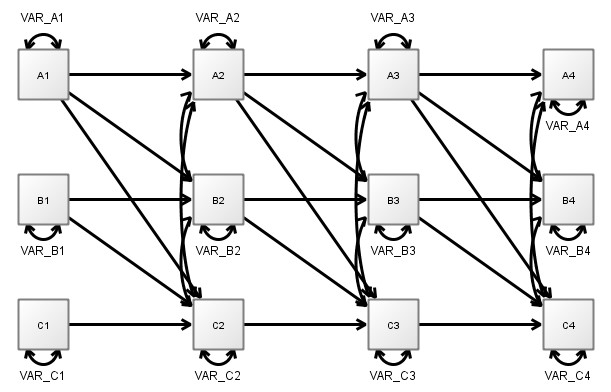 VAR_A1 VAR_A2 VAR_A3
A1 A2 A3 A4
VAR_A4
B1 B2 B3 B4
VAR_B1 VAR_B2 VAR_B3 VAR_B4
C1 C2 C3 C4
VAR_C1 VAR_C2 VAR_C3 VAR_C4